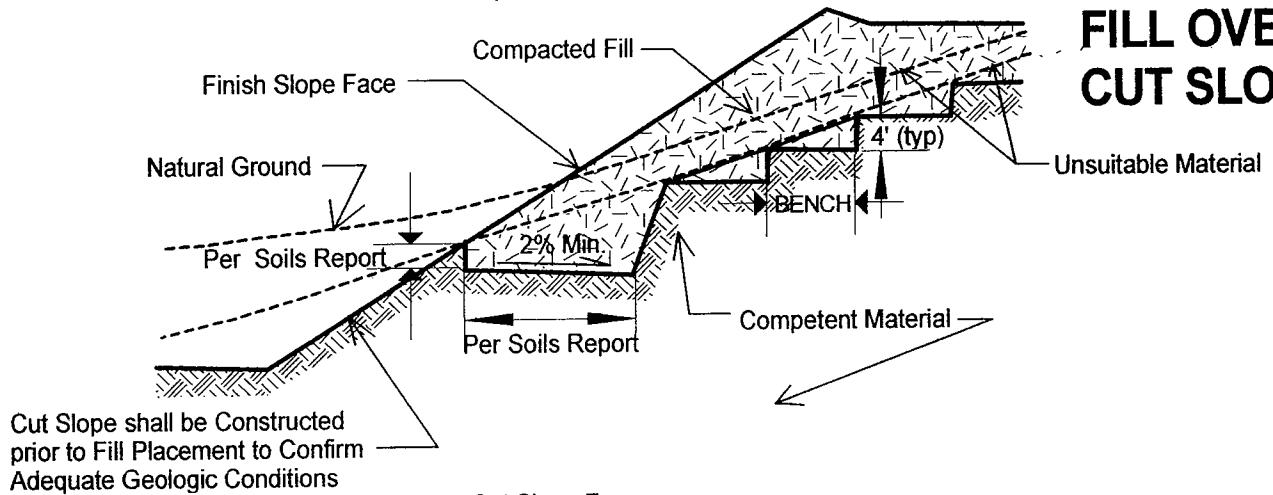 FILL OVE
CUT SLO
Compacted Fill
Finish Slope Face
Natural Ground
4' (typ)
Unsuitable Material
BENCH
Per Soils Report
2% Min.
Competent Material
Per Soils Report
Cut Slope shall be Constructed
prior to Fill Placement to Confirm
Adequate Geologic Conditions